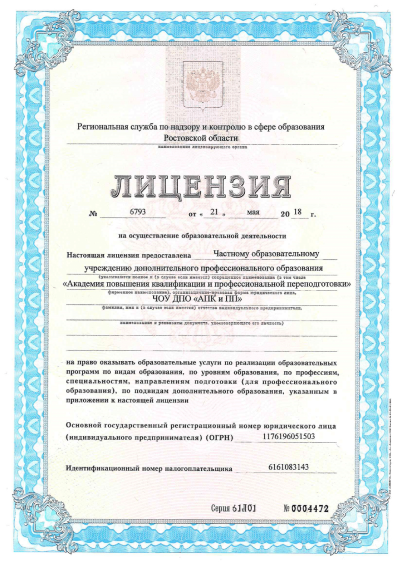 Региональная служба по надзору и контролю в сфере образования
Ростовской области
наименование лицензирующего органа
ЛИЦЕНЗИЯ
№ 6793 от « 21 » мая 20 18 г.
на осуществление образовательной деятельности
Настоящая лицензия предоставлена Частному образовательному
учреждению дополнительного профессионального образования
(указываются полное и (в случае если имеется) сокращенное наименование (в том числе
«Академия повышения квалификации и профессиональной переподготовки»
фирменное наименование), организационно-правовая форма юридического лица,
ЧОУ ДПО «АПК и ПП»
фамилия, имя и (в случае если имеется) отчество индивидуального предпринимателя,
наименование и реквизиты документа, удостоверяющего его личность)
на право оказывать образовательные услуги по реализации образовательных
программ по видам образования, по уровням образования, по профессиям,
специальностям, направлениям подготовки (для профессионального
образования), по подвидам дополнительного образования, указанным в
приложении к настоящей лицензии
Основной государственный регистрационный номер юридического лица
(индивидуального предпринимателя) (ОГРН) 1176196051503
Идентификационный номер налогоплательщика 6161083143
Серия 61Л01 № 0004472